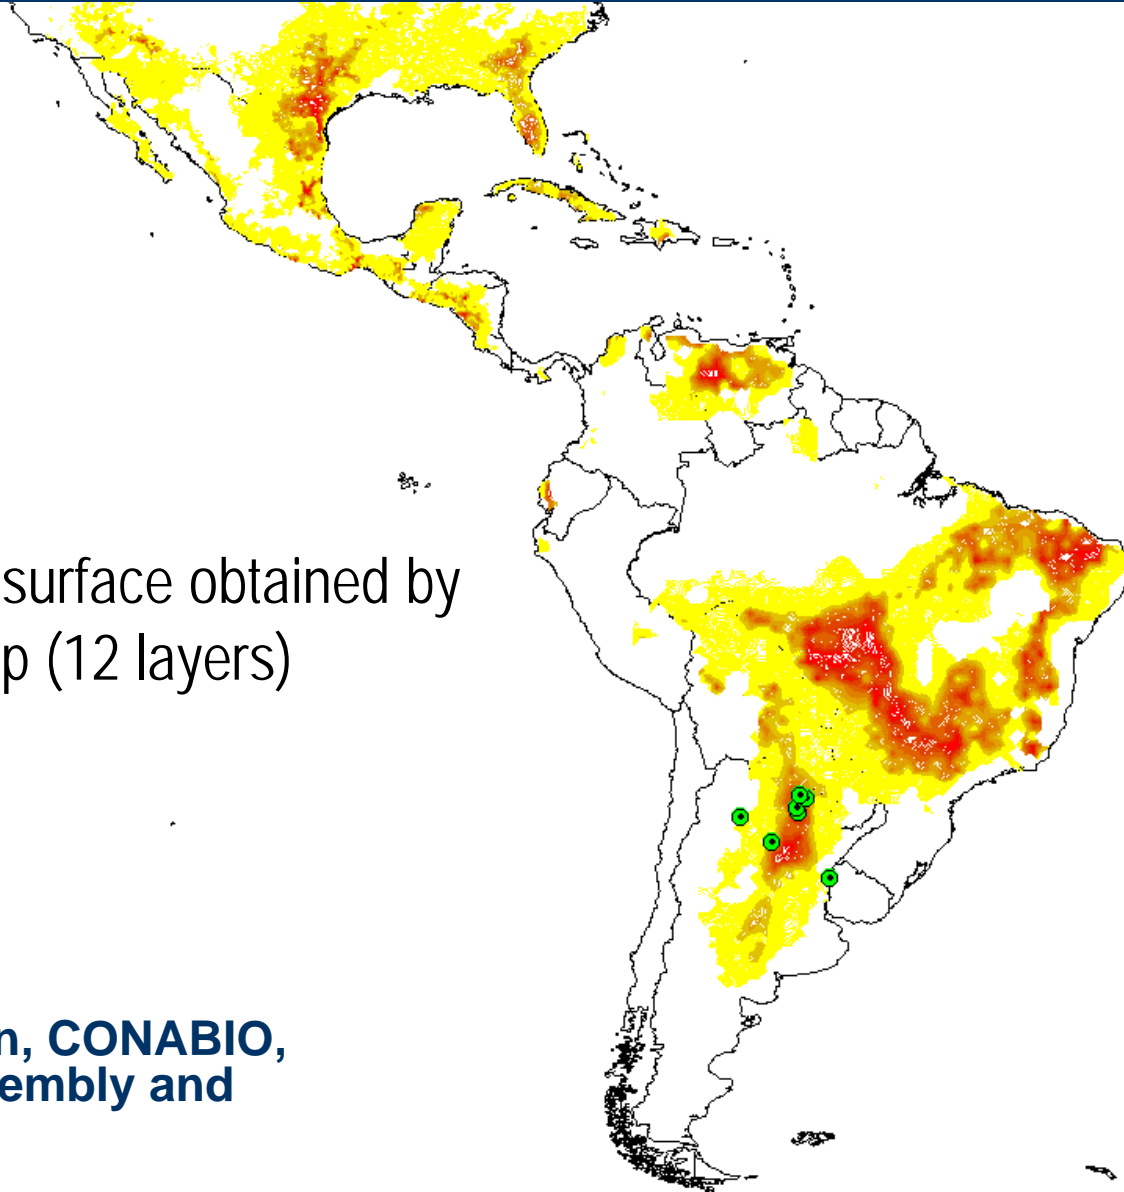 surface obtained by
p (12 layers)
n, CONABIO,
embly and